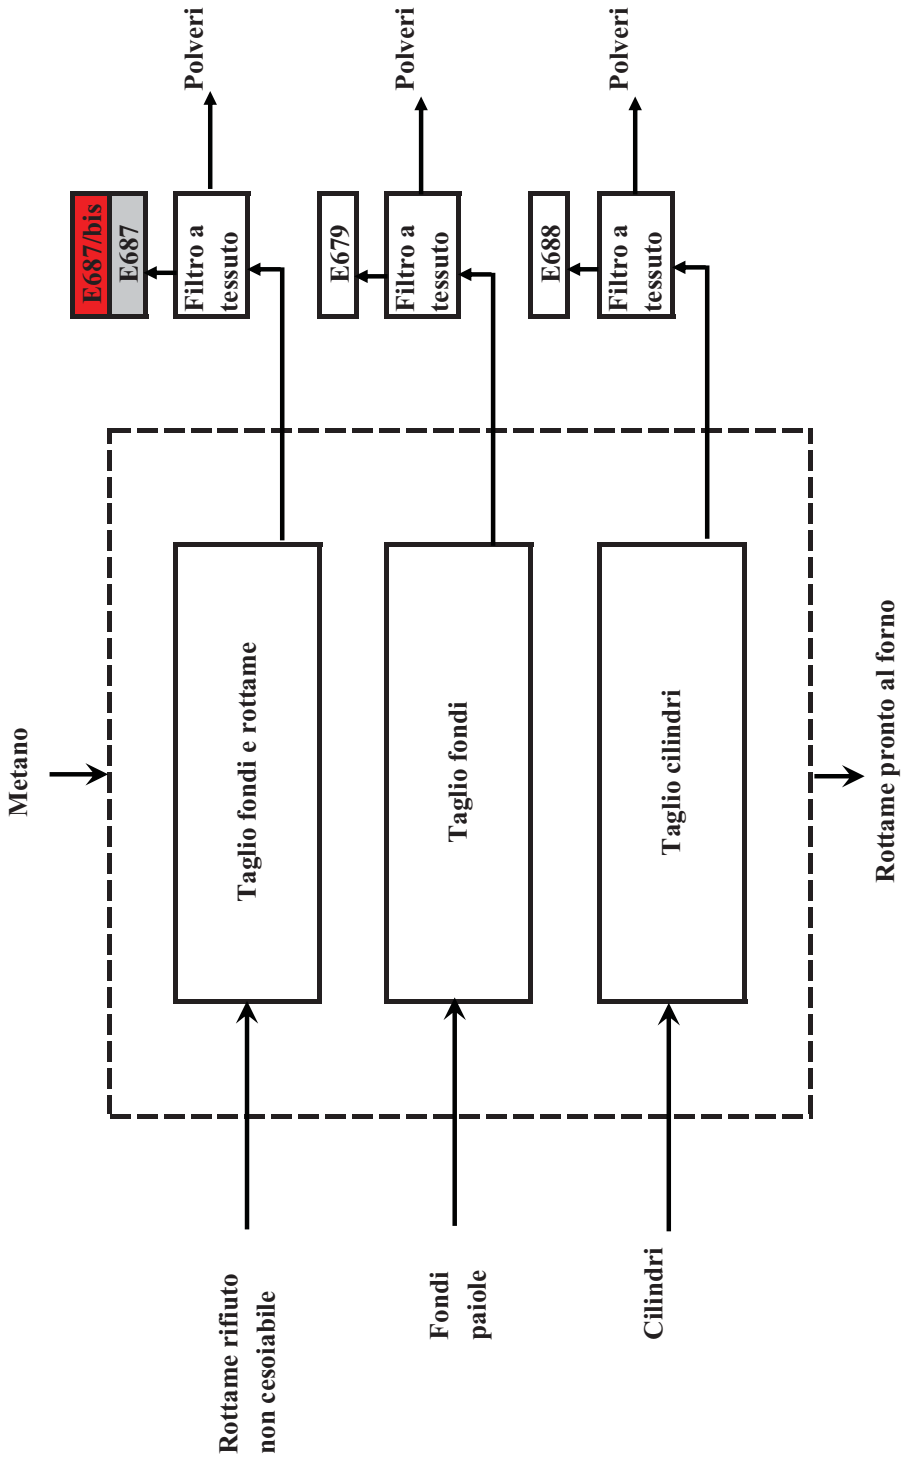 Metano
Rottame rifiuto
non cesoiabile
Taglio fondi e rottame
Filtro a
tessuto
E687/bis
E687
Polveri
Fondi
paiole
Taglio fondi
Filtro a
tessuto
E679
Polveri
Cilindri
Taglio cilindri
Filtro a
tessuto
E688
Polveri
Rottame pronto al forno